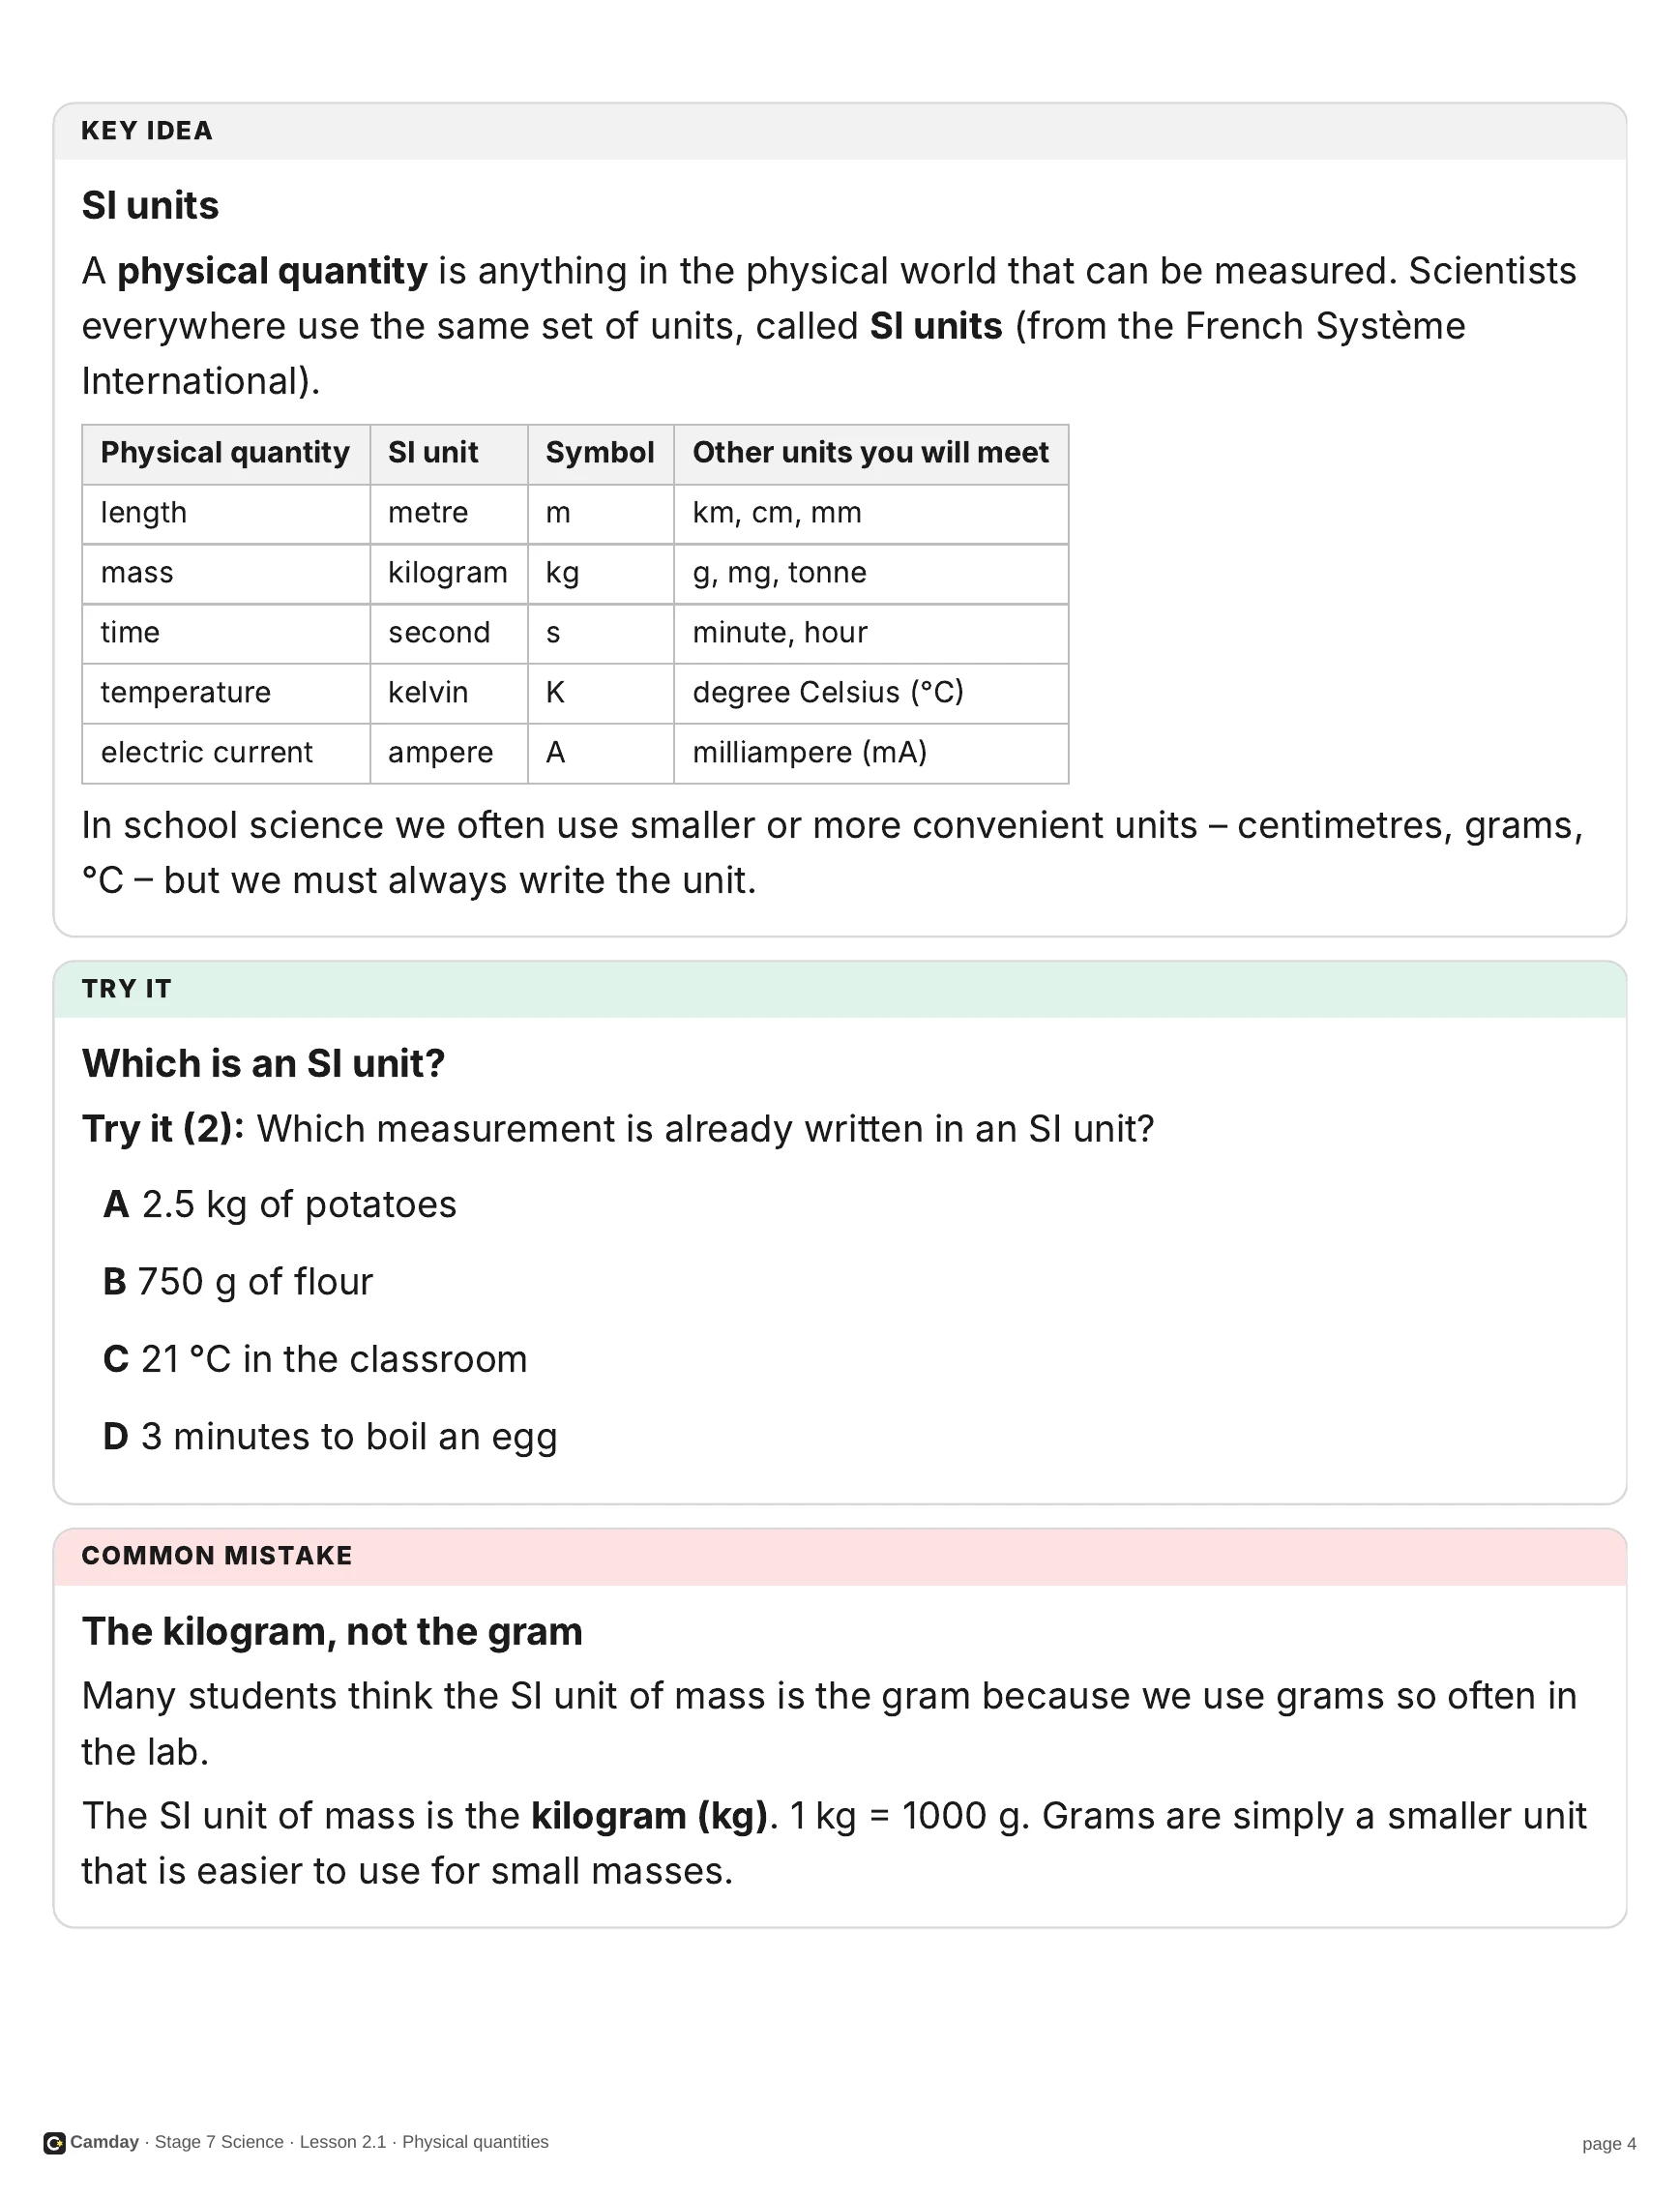 KEY IDEA
SI units
A physical quantity is anything in the physical world that can be measured. Scientists
everywhere use the same set of units, called SI units (from the French Système
International).
Physical quantity SI unit Symbol Other units you will meet
length metre m km, cm, mm
mass kilogram kg g, mg, tonne
time second s minute, hour
temperature kelvin K degree Celsius (°C)
electric current ampere A milliampere (mA)
In school science we often use smaller or more convenient units – centimetres, grams,
°C – but we must always write the unit.
TRY IT
Which is an SI unit?
Try it (2): Which measurement is already written in an SI unit?
A 2.5 kg of potatoes
B 750 g of flour
C 21 °C in the classroom
D 3 minutes to boil an egg
COMMON MISTAKE
The kilogram, not the gram
Many students think the SI unit of mass is the gram because we use grams so often in
the lab.
The SI unit of mass is the kilogram (kg). 1 kg = 1000 g. Grams are simply a smaller unit
that is easier to use for small masses.
Camday · Stage 7 Science · Lesson 2.1 · Physical quantities
page 4